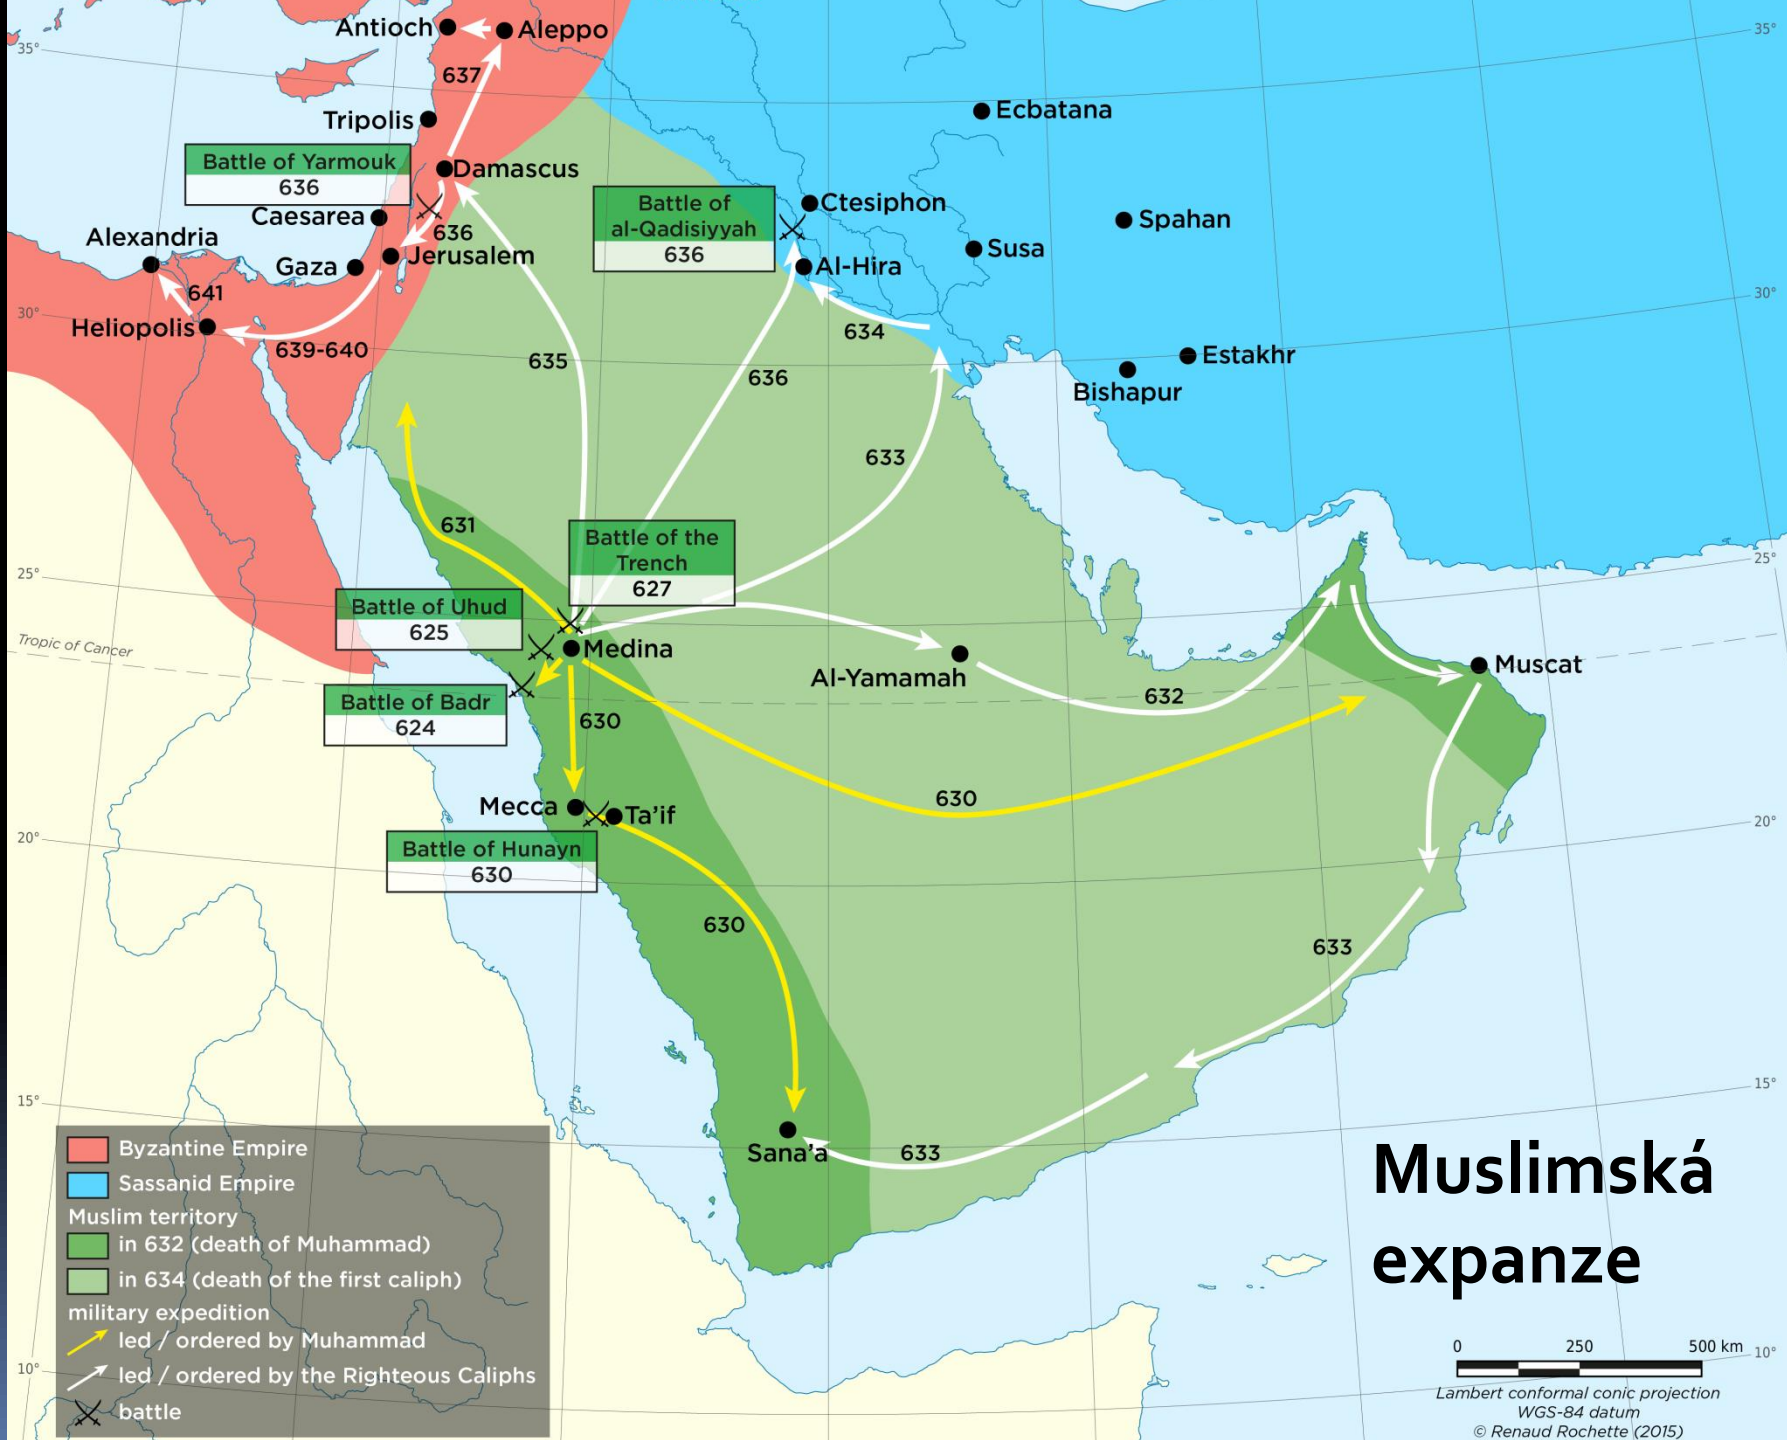 Antioch
Aleppo
35°
35°
637
Ecbatana
Tripolis
Battle of Yarmouk
636
Damascus
Battle of
al-Qadisiyyah
636
Ctesiphon
Caesarea
636
Spahan
Alexandria
Jerusalem
Susa
Gaza
Al-Hira
641
30°
30°
Heliopolis
634
639-640
635
Estakhr
636
Bishapur
633
631
Battle of the
Trench
627
25°
25°
Battle of Uhud
625
Tropic of Cancer
Medina
Al-Yamamah
Muscat
632
Battle of Badr
624
630
630
Mecca
Ta’if
20°
20°
Battle of Hunayn
630
630
633
15°
15°
Sana’a
633
Byzantine Empire
Sassanid Empire
Muslim territory
in 632 (death of Muhammad)
in 634 (death of the first caliph)
military expedition
led / ordered by Muhammad
led / ordered by the Righteous Caliphs
battle
10°
10°
Muslimská
expanze
0 250 500 km
Lambert conformal conic projection
WGS-84 datum
© Renaud Rochette (2015)